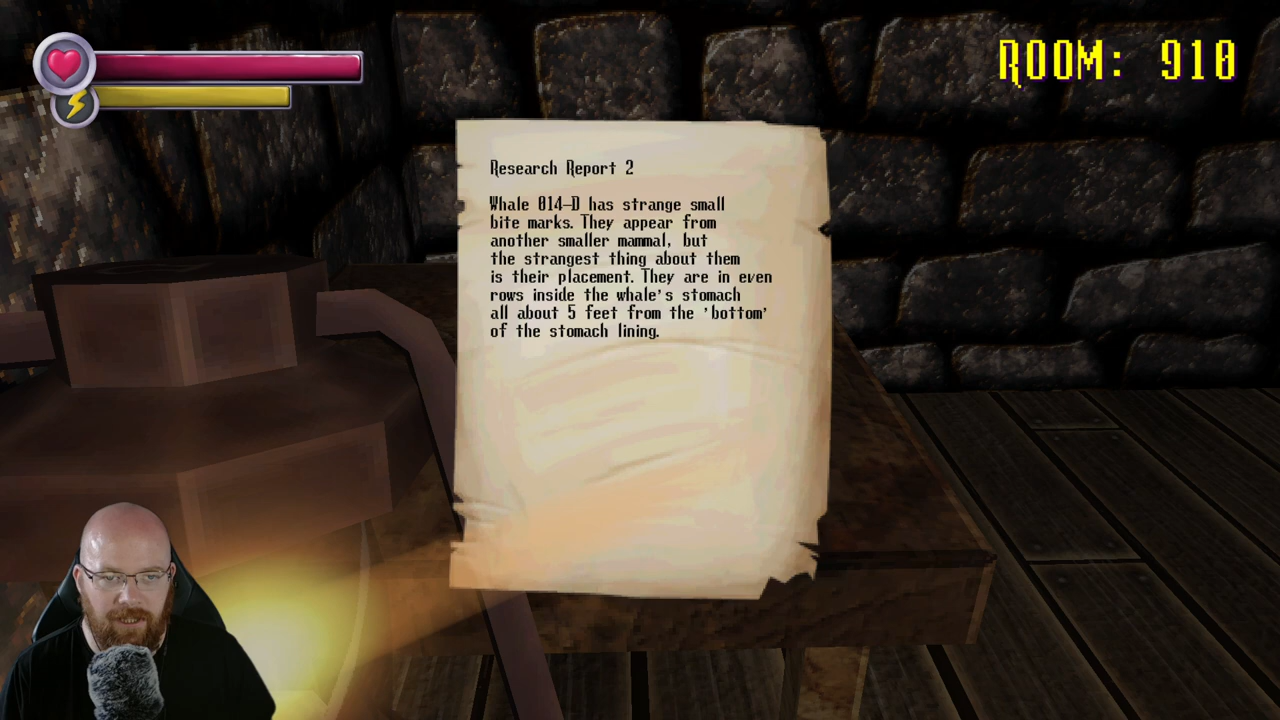 ROOM: 910
Research Report 2
Whale 014-D has strange small
bite marks. They appear from
another smaller mammal, but
the strangest thing about them
is their placement. They are in even
rows inside the whale's stomach
all about 5 feet from the 'bottom'
of the stomach lining.